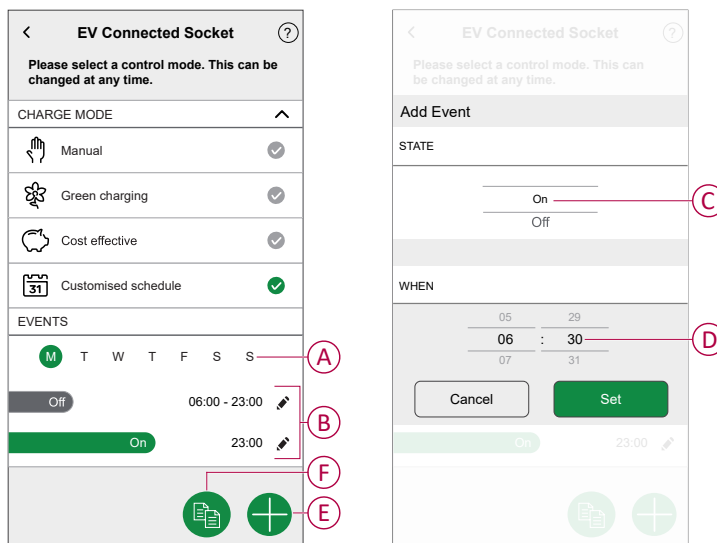 < EV Connected Socket ?
Please select a control mode. This can be
changed at any time.
CHARGE MODE
Manual
Green charging
Cost effective
31 Customised schedule
EVENTS
M T W T F S S A
Off 06:00 - 23:00
B
On 23:00
F
E
< EV Connected Socket ?
Please select a control mode. This can
be changed at any time.
Add Event
STATE
On C
Off
WHEN
05 29
06 : 30 D
07 31
Cancel Set
On 23:00